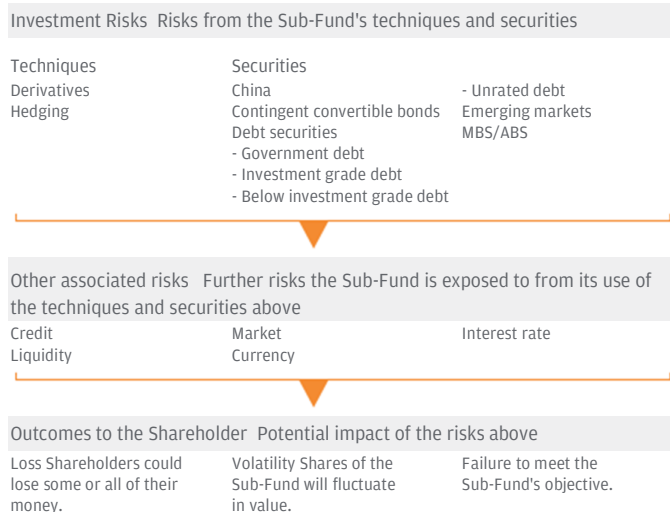 Investment Risks Risks from the Sub-Fund's techniques and securities
Techniques
Derivatives
Hedging
Securities
China
Contingent convertible bonds
Debt securities
- Government debt
- Investment grade debt
- Below investment grade debt
- Unrated debt
Emerging markets
MBS/ABS
Other associated risks Further risks the Sub-Fund is exposed to from its use of
the techniques and securities above
Credit
Liquidity
Market
Currency
Interest rate
Outcomes to the Shareholder Potential impact of the risks above
Loss Shareholders could
lose some or all of their
money.
Volatility Shares of the
Sub-Fund will fluctuate
in value.
Failure to meet the
Sub-Fund's objective.